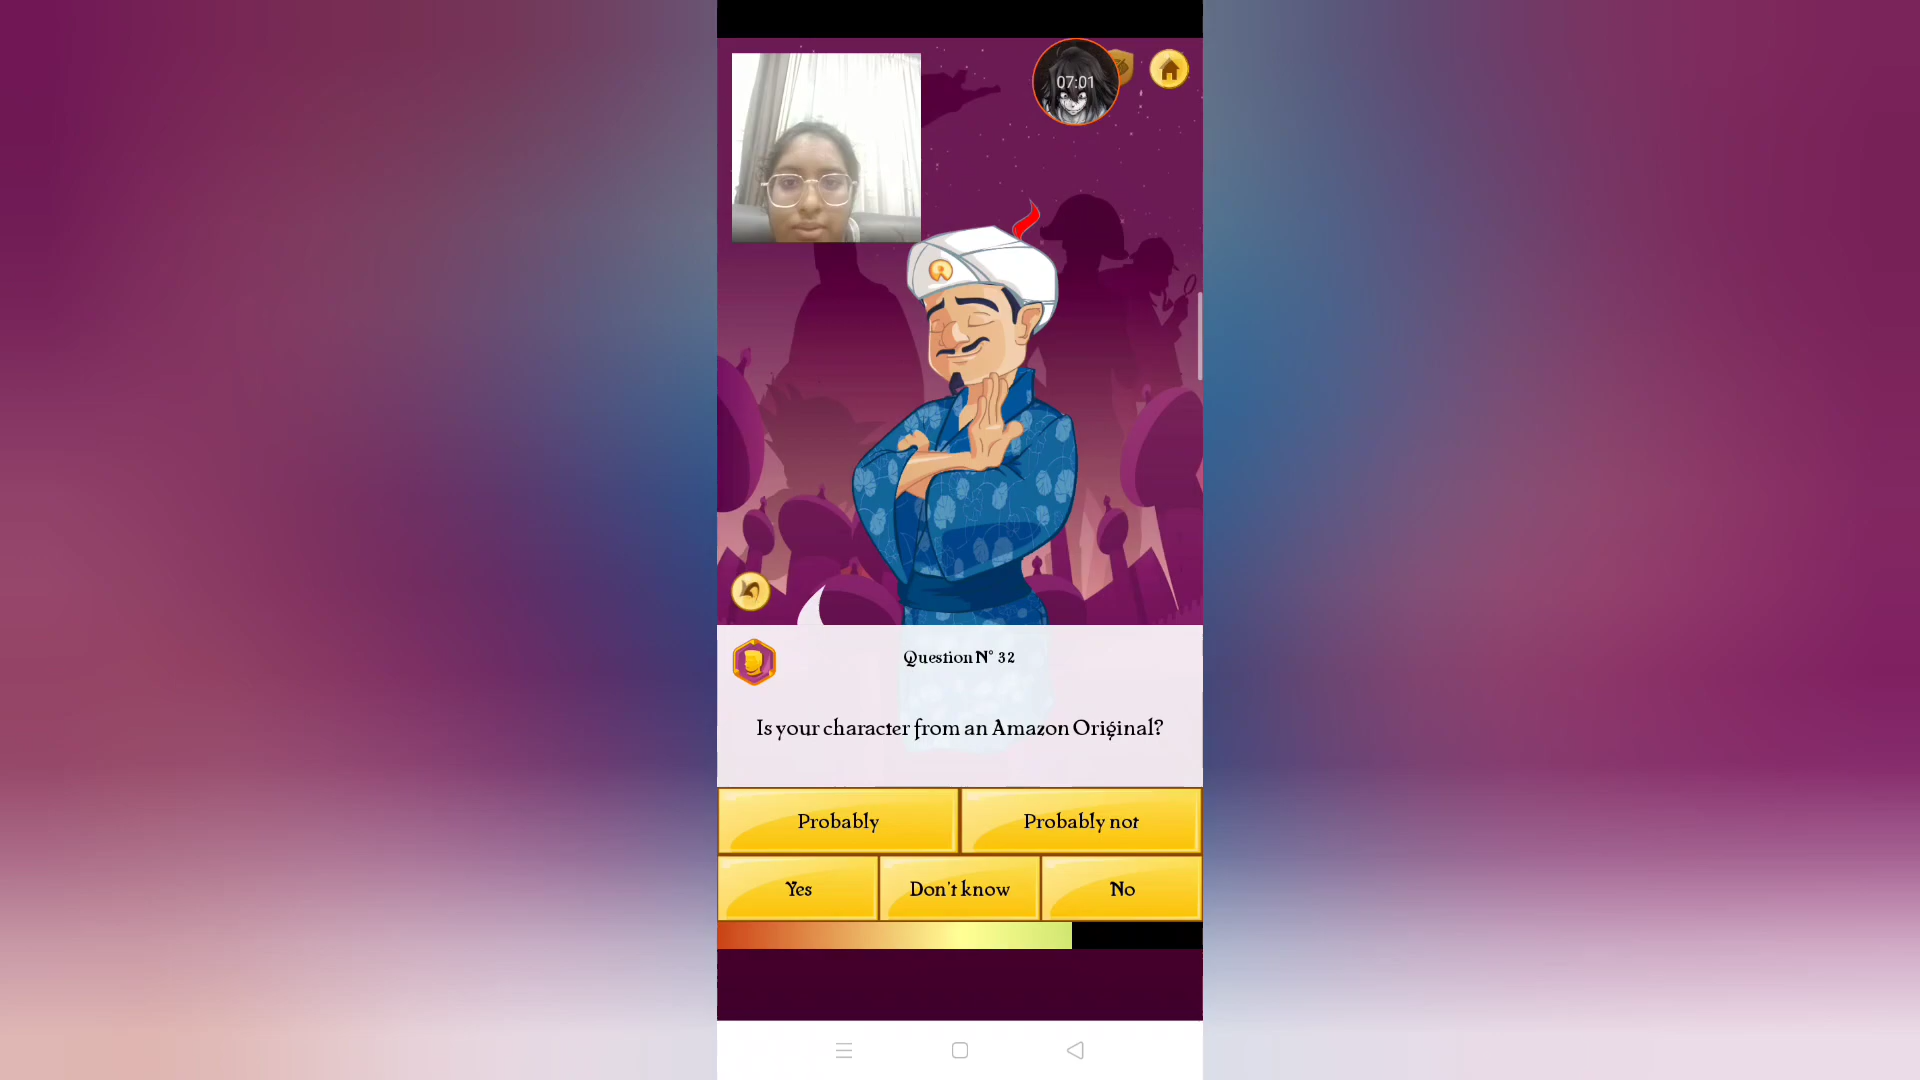 07:01
Question N° 32
Is your character from an Amazon Original?
Probably
Probably not
Yes
Don't know
No